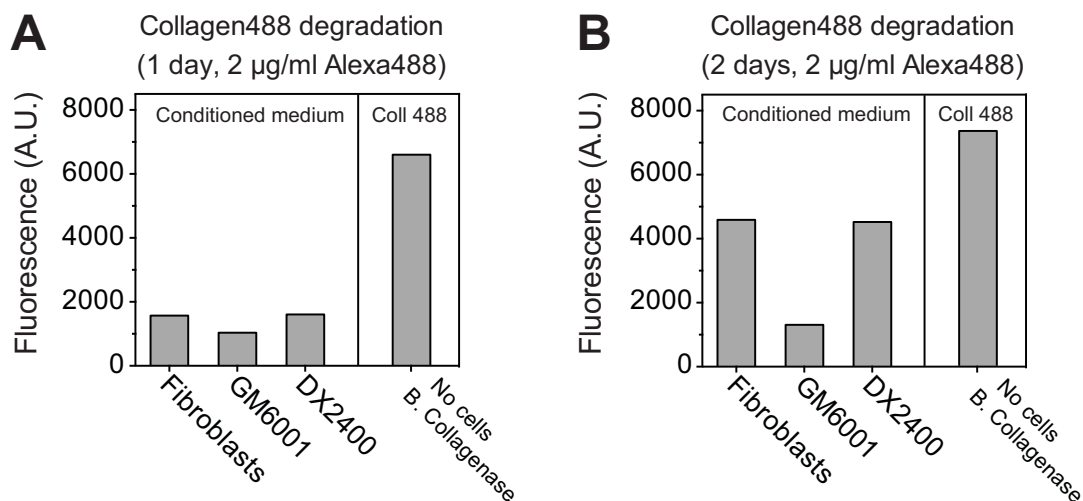 A
Collagen488 degradation
(1 day, 2 µg/ml Alexa488)
Fluorescence (A.U.)
8000
6000
4000
2000
0
Conditioned medium
Coll 488
Fibroblasts
GM6001
DX2400
No cells
B. Collagenase
B
Collagen488 degradation
(2 days, 2 µg/ml Alexa488)
Fluorescence (A.U.)
8000
6000
4000
2000
0
Conditioned medium
Coll 488
Fibroblasts
GM6001
DX2400
No cells
B. Collagenase